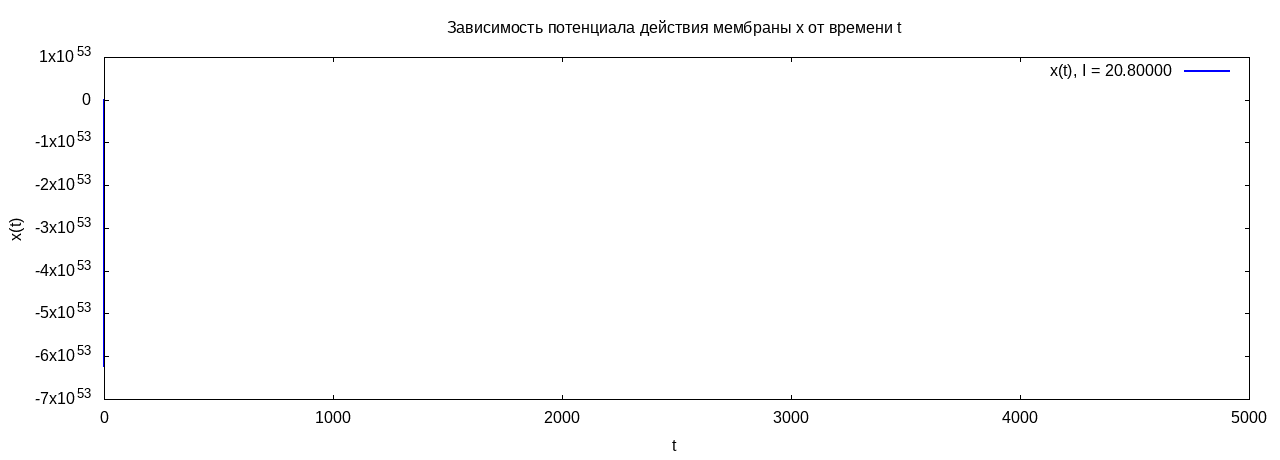 Зависимость потенциала действия мембраны x от времени t
x(t), I = 20.80000
1x10^53
0
-1x10^53
-2x10^53
-3x10^53
-4x10^53
-5x10^53
-6x10^53
-7x10^53
x(t)
0 1000 2000 3000 4000 5000
t